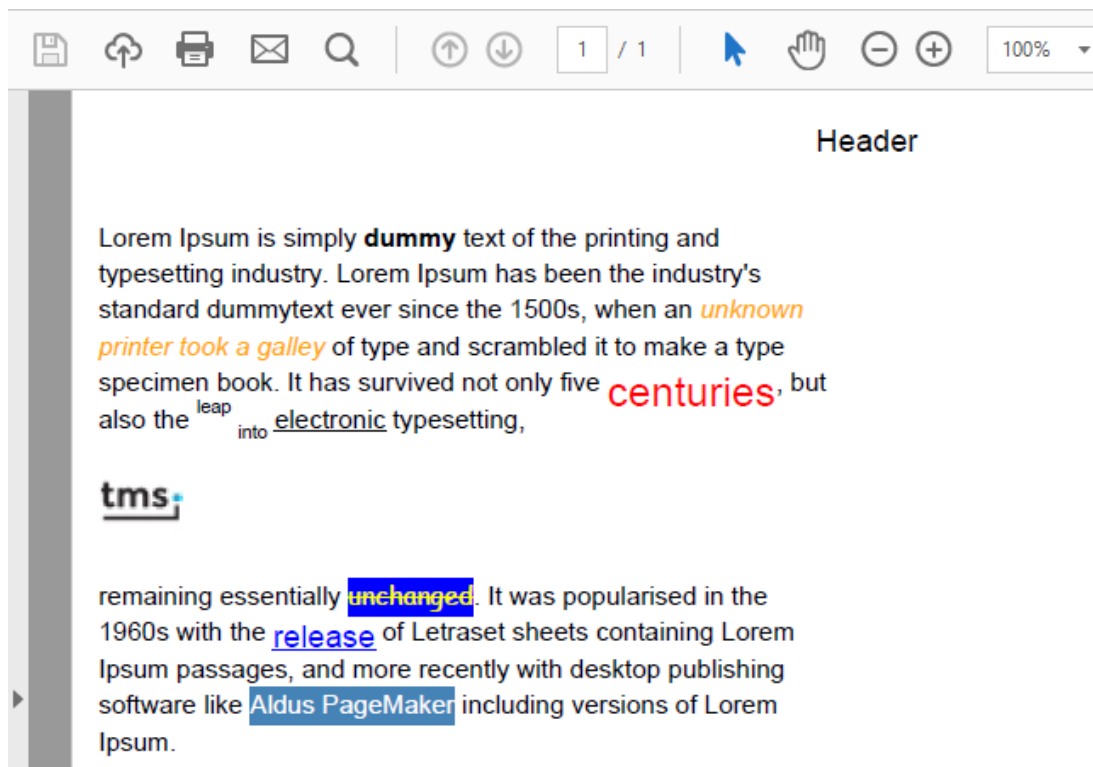 1 / 1
100%
Header
Lorem Ipsum is simply dummy text of the printing and
typesetting industry. Lorem Ipsum has been the industry's
standard dummytext ever since the 1500s, when an unknown
printer took a galley of type and scrambled it to make a type
specimen book. It has survived not only five centuries, but
also the leap into electronic typesetting,
tms
remaining essentially unchanged. It was popularised in the
1960s with the release of Letraset sheets containing Lorem
Ipsum passages, and more recently with desktop publishing
software like Aldus PageMaker including versions of Lorem
Ipsum.